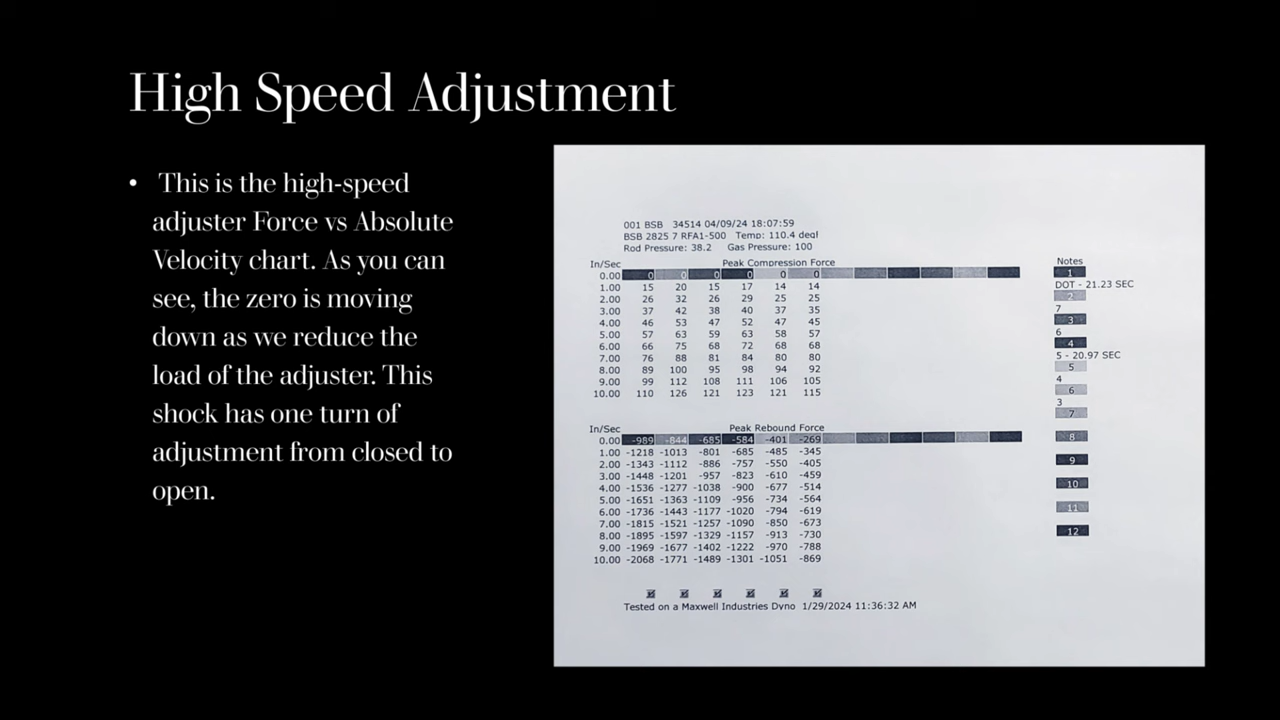 High Speed Adjustment
• This is the high-speed
adjuster Force vs Absolute
Velocity chart. As you can
see, the zero is moving
down as we reduce the
load of the adjuster. This
shock has one turn of
adjustment from closed to
open.
001 BSB 34514 04/09/24 18:07:59
BSB 2825 7 RFA1-500 Temp: 110.4 degI
Rod Pressure: 38.2 Gas Pressure: 100
In/Sec Peak Compression Force
0.00 0 0 0 0 0 0
1.00 15 20 15 17 14 14
2.00 26 32 26 29 25 25
3.00 37 42 38 40 37 35
4.00 46 53 47 52 47 45
5.00 57 63 59 63 58 57
6.00 66 75 68 72 68 68
7.00 76 88 81 84 80 80
8.00 89 100 95 98 94 92
9.00 99 112 108 111 106 105
10.00 110 126 121 123 121 115
In/Sec Peak Rebound Force
0.00 -989 -844 -685 -584 -401 -269
1.00 -1218 -1013 -801 -685 -485 -345
2.00 -1343 -1112 -886 -757 -550 -405
3.00 -1448 -1201 -957 -823 -610 -459
4.00 -1536 -1277 -1038 -900 -677 -514
5.00 -1651 -1363 -1109 -956 -734 -564
6.00 -1736 -1443 -1177 -1020 -794 -619
7.00 -1815 -1521 -1257 -1090 -850 -673
8.00 -1895 -1597 -1329 -1157 -913 -730
9.00 -1969 -1677 -1402 -1222 -970 -788
10.00 -2068 -1771 -1489 -1301 -1051 -869
Tested on a Maxwell Industries Dyno 1/29/2024 11:36:32 AM
Notes
1
DOT - 21.23 SEC
2
7
3
6
4
5 - 20.97 SEC
5
4
6
3
7
8
9
10
11
12